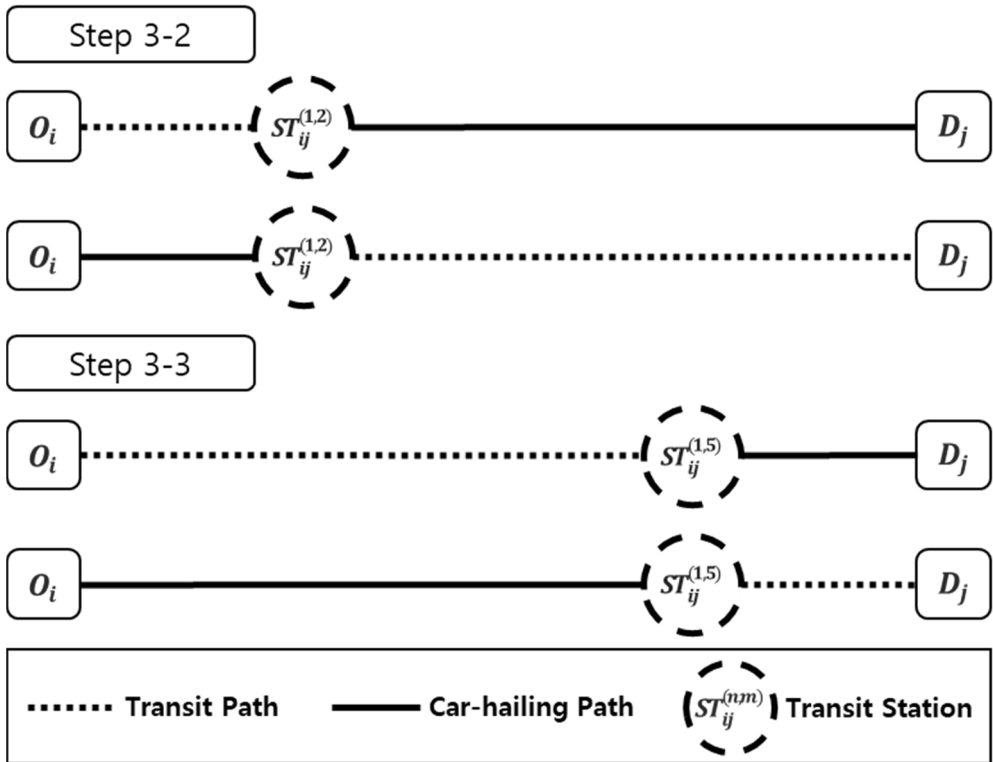 Step 3-2
O_i ST_ij^(1,2) D_j
O_i ST_ij^(1,2) D_j
Step 3-3
O_i ST_ij^(1,5) D_j
O_i ST_ij^(1,5) D_j
Transit Path Car-hailing Path ST_ij^(n,m) Transit Station